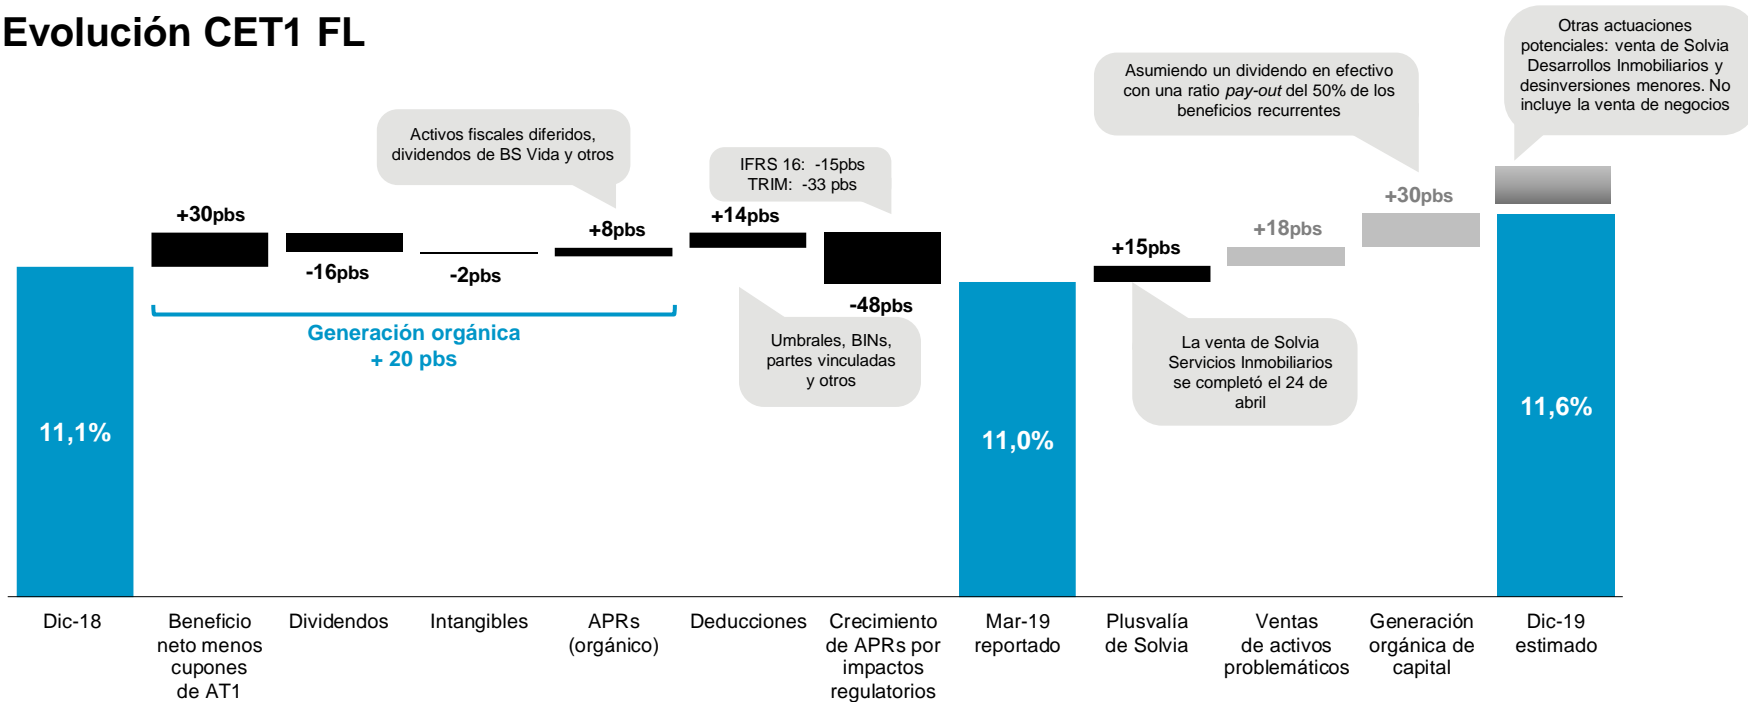 Evolución CET1 FL
Otras actuaciones
potenciales: venta de Solvia
Desarrollos Inmobiliarios y
desinversiones menores. No
incluye la venta de negocios
Asumiendo un dividendo en efectivo
con una ratio pay-out del 50% de los
beneficios recurrentes
Activos fiscales diferidos,
dividendos de BS Vida y otros
IFRS 16: -15pbs
TRIM: -33 pbs
+30pbs
-16pbs
-2pbs
+8pbs
+14pbs
-48pbs
+15pbs
+18pbs
+30pbs
Generación orgánica
+ 20 pbs
Umbrales, BINs,
partes vinculadas
y otros
La venta de Solvia
Servicios Inmobiliarios
se completó el 24 de
abril
11,1%
11,0%
11,6%
Dic-18
Beneficio
neto menos
cupones
de AT1
Dividendos
Intangibles
APRs
(orgánico)
Deducciones
Crecimiento
de APRs por
impactos
regulatorios
Mar-19
reportado
Plusvalía
de Solvia
Ventas
de activos
problemáticos
Generación
orgánica de
capital
Dic-19
estimado